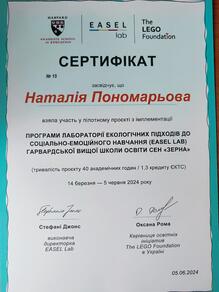 HARVARD
GRADUATE SCHOOL
OF EDUCATION
EASEL
lab
The
LEGO
Foundation
СЕРТИФІКАТ
№ 13
засвідчує, що
Наталія Пономарьова
взяла участь у пілотному проєкті з імплементації
ПРОГРАМИ ЛАБОРАТОРІЇ ЕКОЛОГІЧНИХ ПІДХОДІВ ДО
СОЦІАЛЬНО-ЕМОЦІЙНОГО НАВЧАННЯ (EASEL LAB)
ГАРВАРДСЬКОЇ ВИЩОЇ ШКОЛИ ОСВІТИ СЕН «ЗЕРНА»
(тривалість проєкту 40 академічних годин / 1,3 кредиту ЄКТС)
14 березня — 5 червня 2024 року
Стефані Джонс
виконавча
директорка
EASEL Lab
Оксана Рома
Керівниця освітніх
ініціатив
The LEGO Foundation
в Україні
05.06.2024